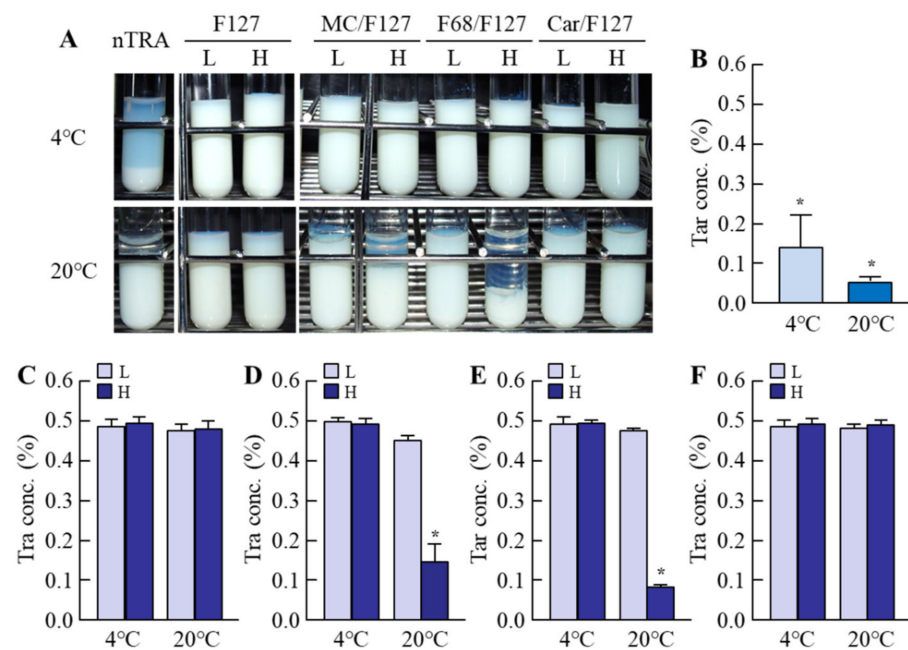 A nTRA F127 MC/F127 F68/F127 Car/F127
L H L H L H L H
4°C
20°C
B
Tar conc. (%)
0.6
0.5
0.4
0.3
0.2
0.1
0.0
*
*
4°C 20°C
C
L
H
Tra conc. (%)
0.6
0.5
0.4
0.3
0.2
0.1
0.0
4°C 20°C
D
L
H
Tra conc. (%)
0.6
0.5
0.4
0.3
0.2
0.1
0.0
*
4°C 20°C
E
L
H
Tar conc. (%)
0.6
0.5
0.4
0.3
0.2
0.1
0.0
*
4°C 20°C
F
L
H
Tra conc. (%)
0.6
0.5
0.4
0.3
0.2
0.1
0.0
4°C 20°C